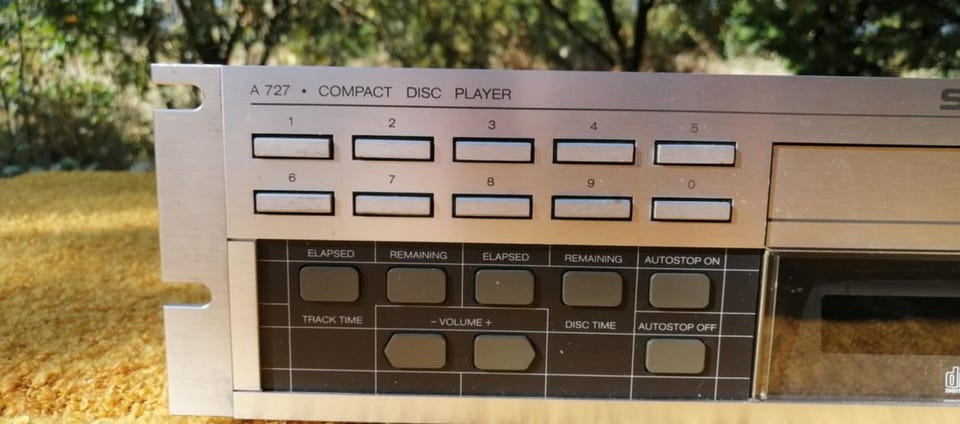 A 727 • COMPACT DISC PLAYER
1 2 3 4 5
6 7 8 9 0
ELAPSED REMAINING ELAPSED REMAINING AUTOSTOP ON
TRACK TIME - VOLUME + DISC TIME AUTOSTOP OFF